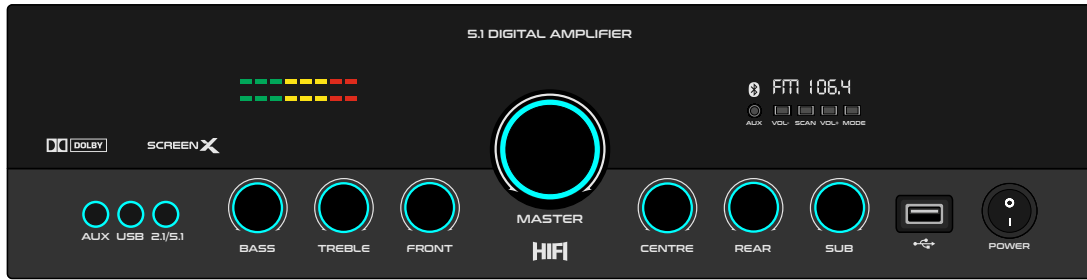 5.1 DIGITAL AMPLIFIER
FM 106.4
AUX VOL- SCAN VOL+ MODE
DOLBY
SCREEN X
AUX USB 2.1/5.1
BASS
TREBLE
FRONT
MASTER
HIFI
CENTRE
REAR
SUB
POWER